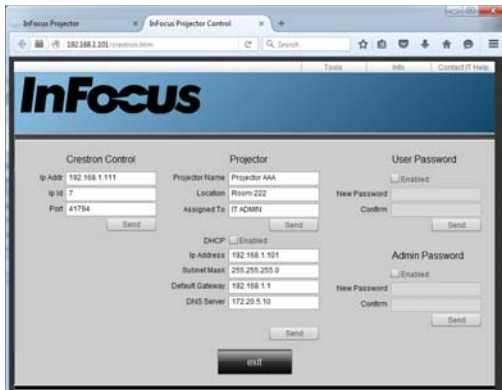 InFocus Projector
InFocus Projector Control
192.168.1.101/crestron.htm
Search
Tools
Info
Contact IT Help
InFocus
Crestron Control
Ip Addr 192.168.1.111
Ip Id 7
Port 41794
Send
Projector
Projector Name Projector AAA
Location Room 222
Assigned To IT ADMIN
Send
DHCP Enabled
Ip Address 192.168.1.101
Subnet Mask 255.255.255.0
Default Gateway 192.168.1.1
DNS Server 172.20.5.10
Send
User Password
Enabled
New Password
Confirm
Send
Admin Password
Enabled
New Password
Confirm
Send
exit